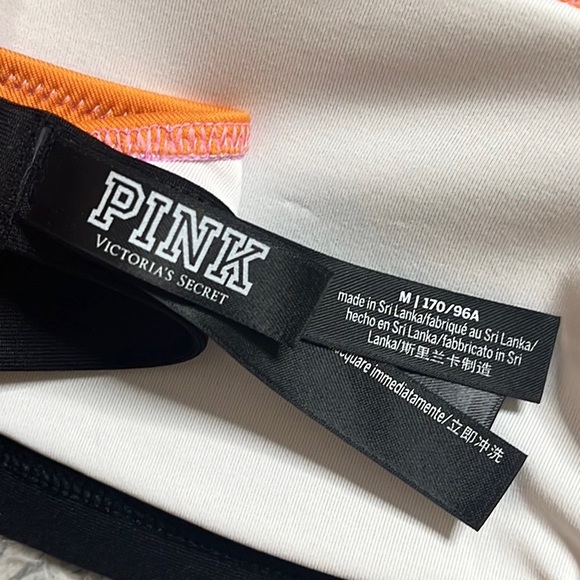 PINK
VICTORIA'S SECRET
M | 170/96A
made in Sri Lanka/fabriqué au Sri Lanka/
hecho en Sri Lanka/fabbricato in Sri
Lanka/斯里兰卡制造
immediatamente/立即冲洗